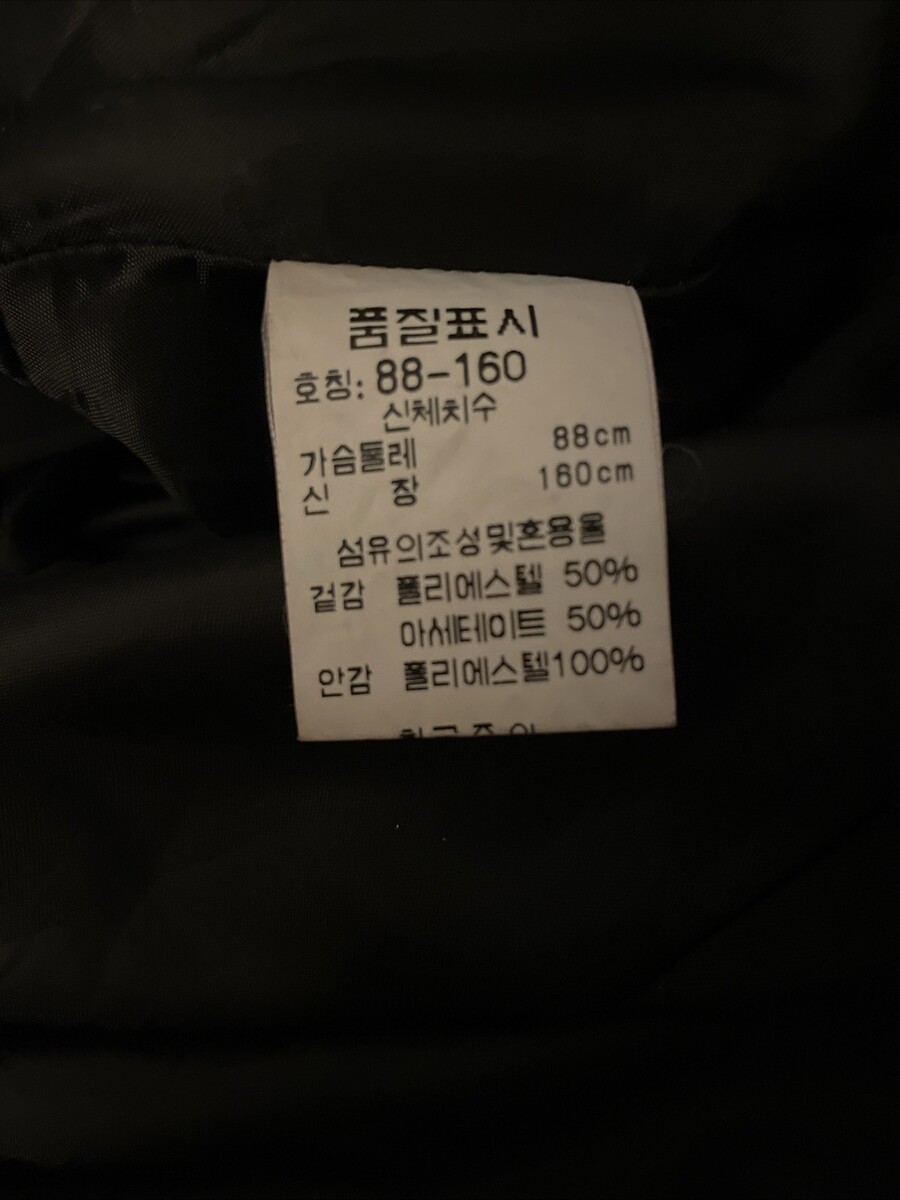 품질표시
호칭: 88-160
신체치수
가슴둘레 88cm
신 장 160cm
섬유의조성및혼용율
겉감 폴리에스텔 50%
아세테이트 50%
안감 폴리에스텔100%